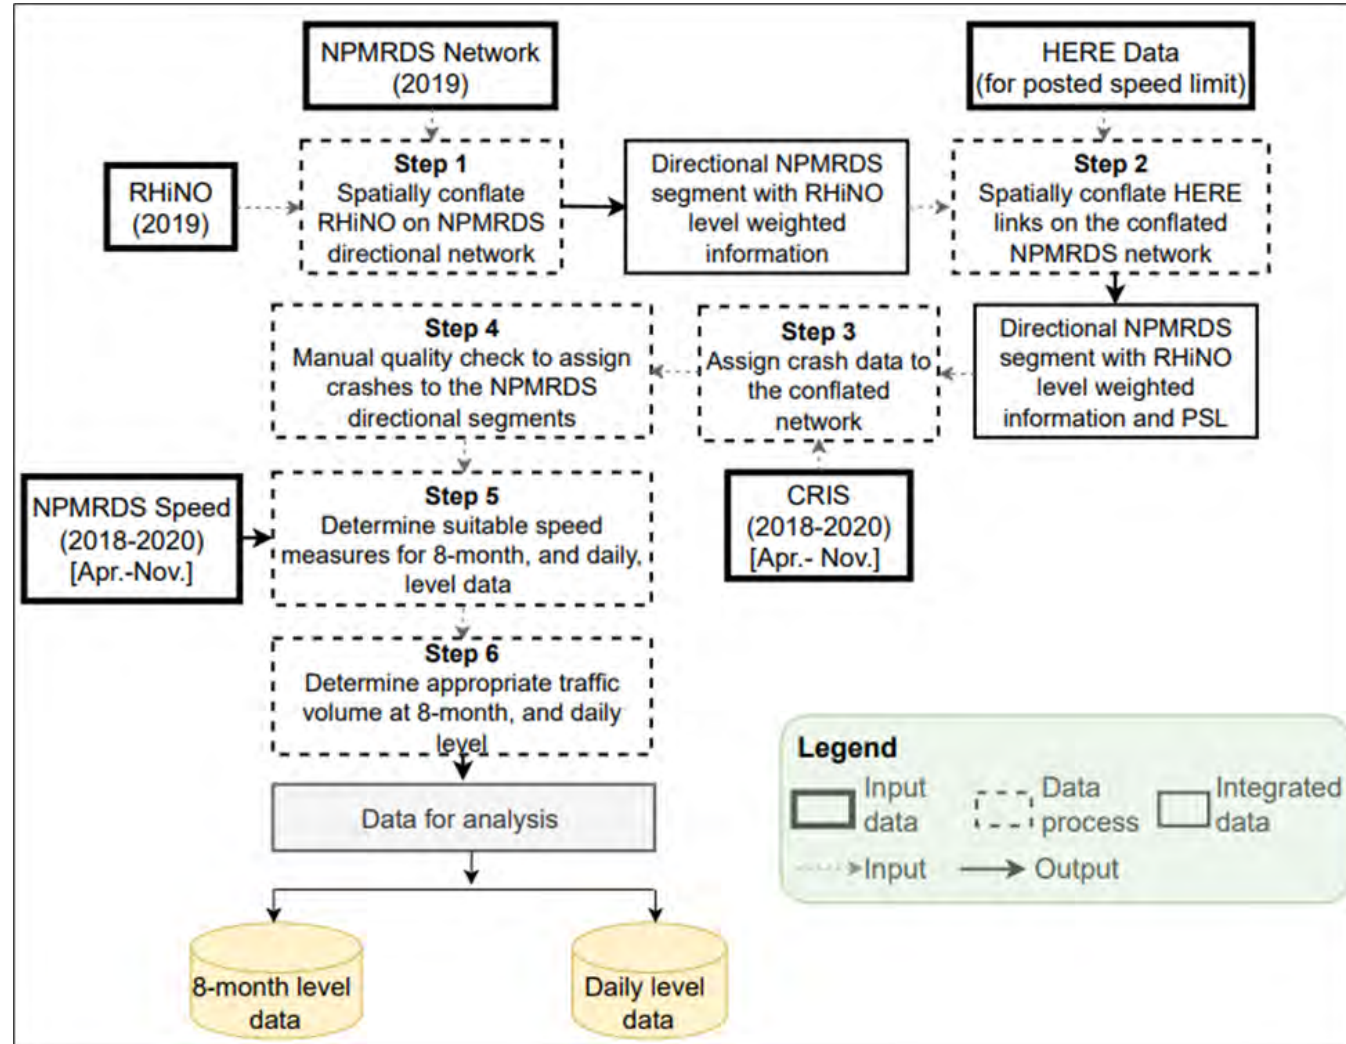 NPMRDS Network
(2019)
HERE Data
(for posted speed limit)
RHiNO
(2019)
Step 1
Spatially conflate
RHiNO on NPMRDS
directional network
Directional NPMRDS
segment with RHiNO
level weighted
information
Step 2
Spatially conflate HERE
links on the conflated
NPMRDS network
Directional NPMRDS
segment with RHiNO
level weighted
information and PSL
Step 3
Assign crash data to
the conflated
network
CRIS
(2018-2020)
[Apr.- Nov.]
Step 4
Manual quality check to assign
crashes to the NPMRDS
directional segments
NPMRDS Speed
(2018-2020)
[Apr.-Nov.]
Step 5
Determine suitable speed
measures for 8-month, and daily,
level data
Step 6
Determine appropriate traffic
volume at 8-month, and daily
level
Data for analysis
8-month level
data
Daily level
data
Legend
Input
data
Data
process
Integrated
data
Input
Output